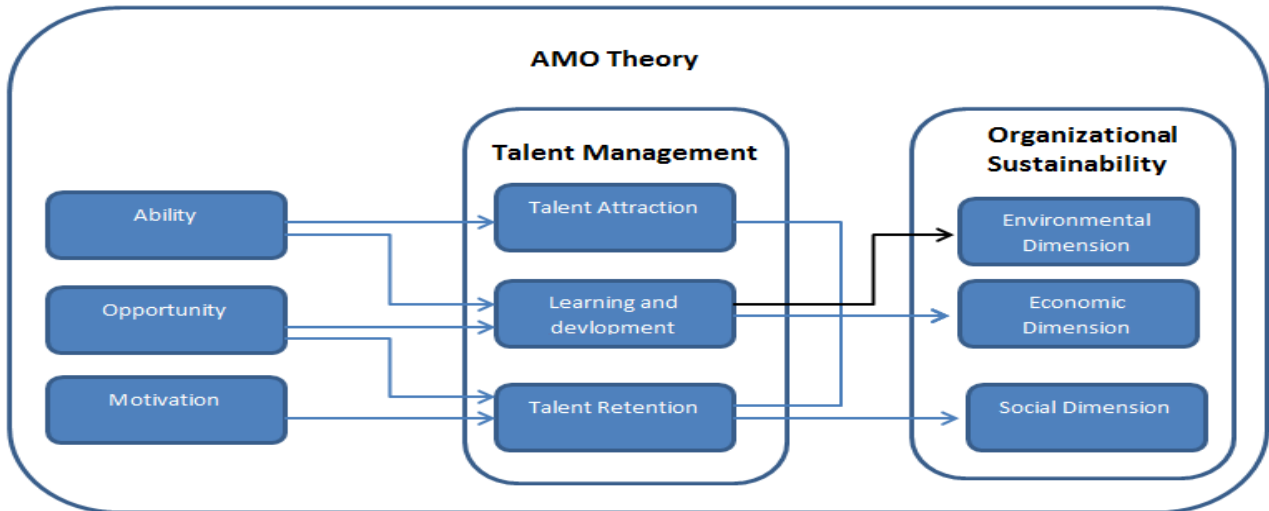 AMO Theory
Talent Management
Organizational
Sustainability
Ability
Opportunity
Motivation
Talent Attraction
Learning and
devlopment
Talent Retention
Environmental
Dimension
Economic
Dimension
Social Dimension